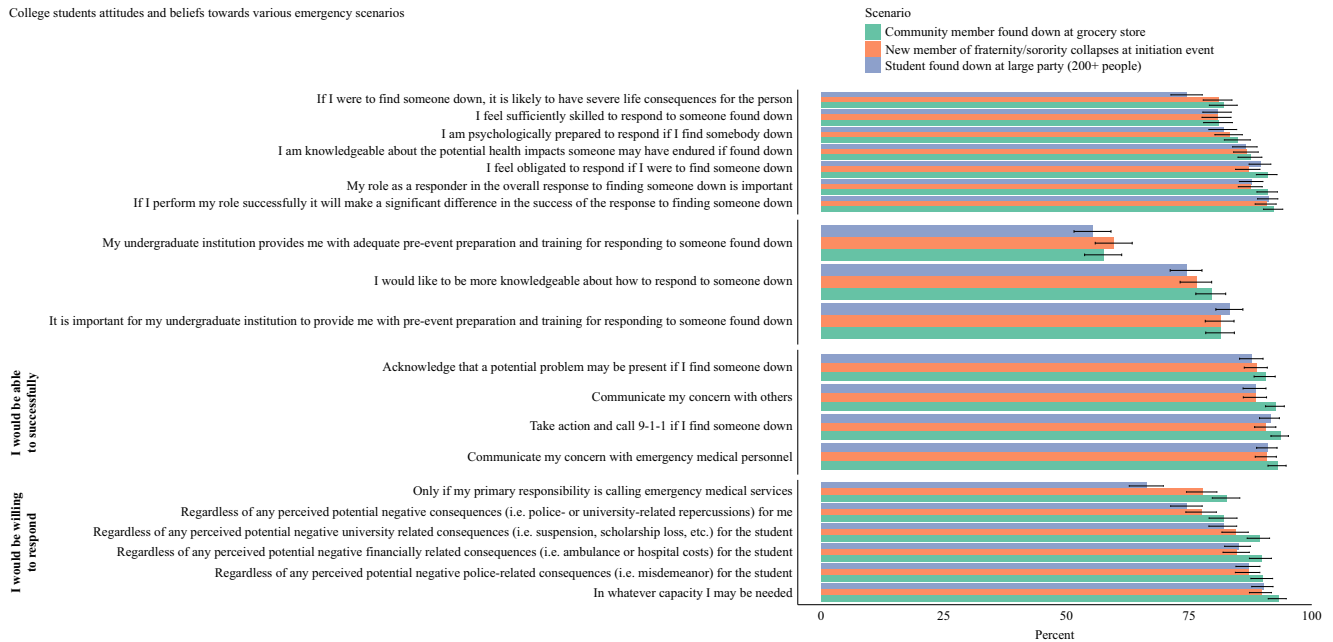 College students attitudes and beliefs towards various emergency scenarios
Scenario
Community member found down at grocery store
New member of fraternity/sorority collapses at initiation event
Student found down at large party (200+ people)
If I were to find someone down, it is likely to have severe life consequences for the person
I feel sufficiently skilled to respond to someone found down
I am psychologically prepared to respond if I find somebody down
I am knowledgeable about the potential health impacts someone may have endured if found down
I feel obligated to respond if I were to find someone down
My role as a responder in the overall response to finding someone down is important
If I perform my role successfully it will make a significant difference in the success of the response to finding someone down
My undergraduate institution provides me with adequate pre-event preparation and training for responding to someone found down
I would like to be more knowledgeable about how to respond to someone down
It is important for my undergraduate institution to provide me with pre-event preparation and training for responding to someone found down
I would be able
to successfully
Acknowledge that a potential problem may be present if I find someone down
Communicate my concern with others
Take action and call 9-1-1 if I find someone down
Communicate my concern with emergency medical personnel
I would be willing
to respond
Only if my primary responsibility is calling emergency medical services
Regardless of any perceived potential negative consequences (i.e. police- or university-related repercussions) for me
Regardless of any perceived potential negative university related consequences (i.e. suspension, scholarship loss, etc.) for the student
Regardless of any perceived potential negative financially related consequences (i.e. ambulance or hospital costs) for the student
Regardless of any perceived potential negative police-related consequences (i.e. misdemeanor) for the student
In whatever capacity I may be needed
0 25 50 75 100
Percent